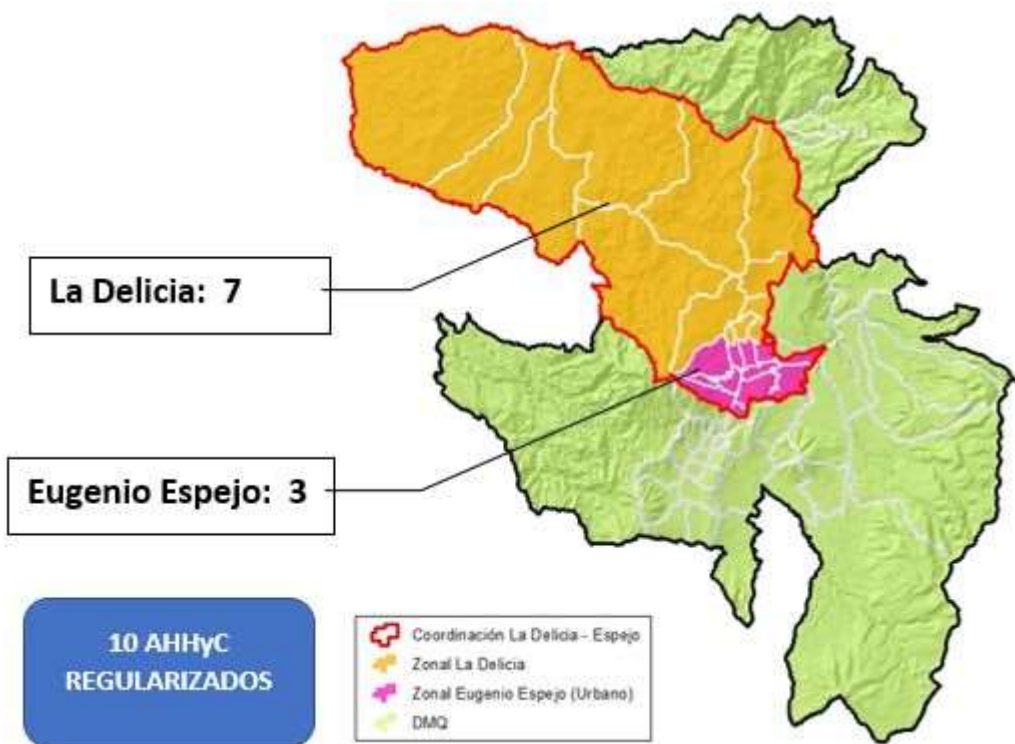 La Delicia: 7
Eugenio Espejo: 3
10 AHHyC
REGULARIZADOS
Coordinación La Delicia - Espejo
Zonal La Delicia
Zonal Eugenio Espejo (Urbano)
DMQ